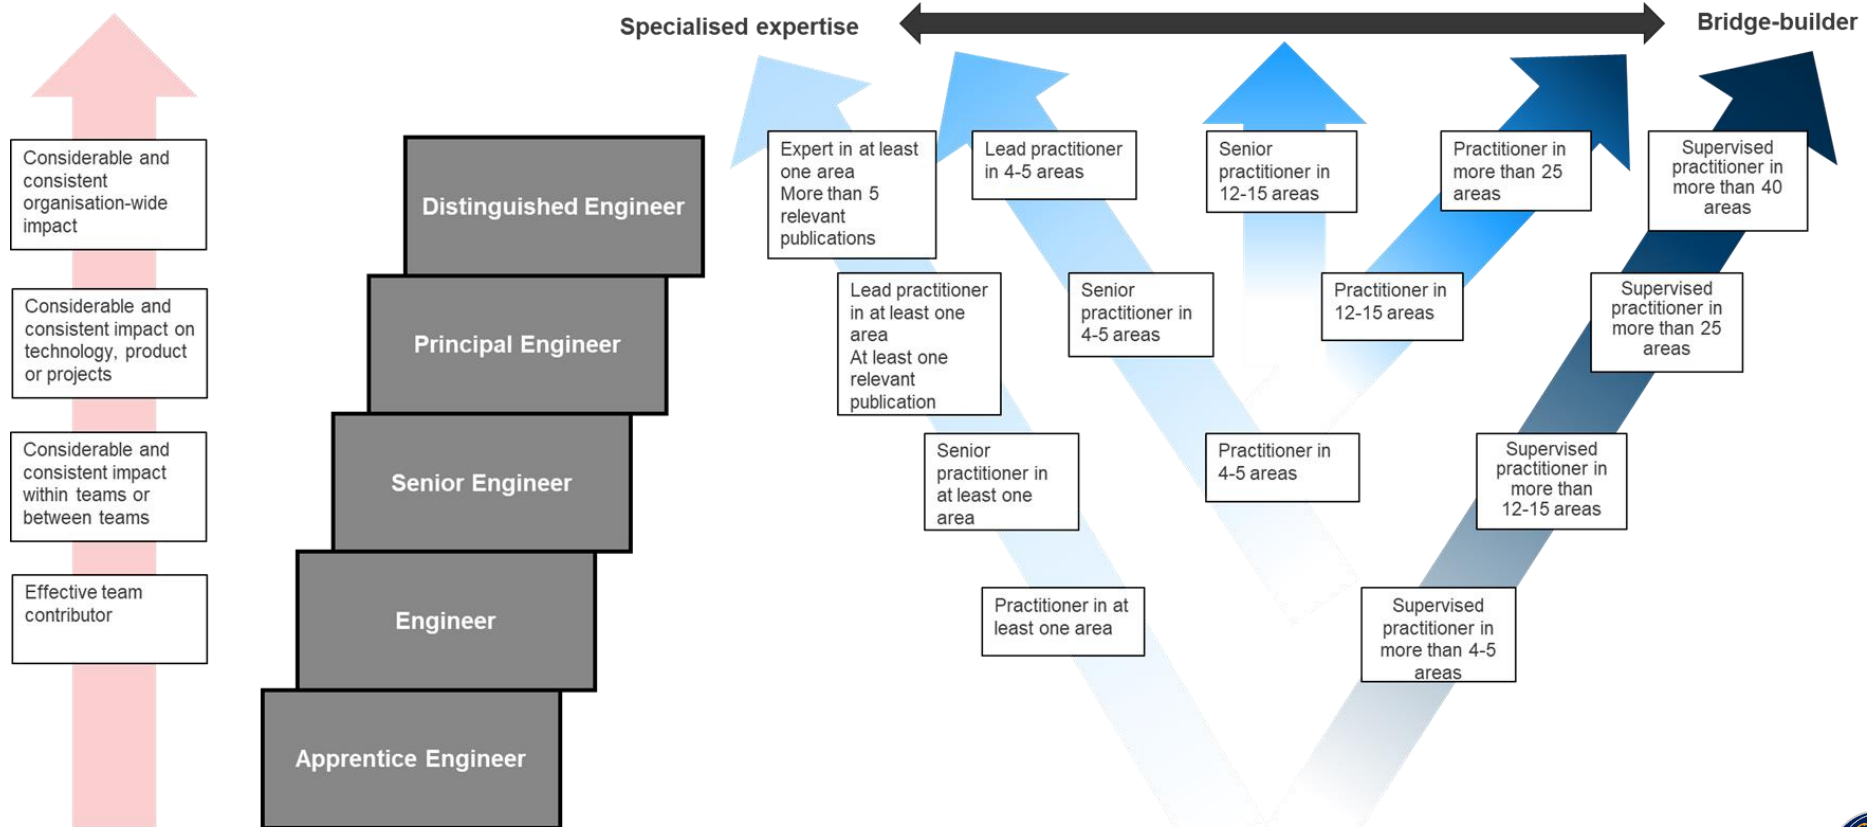 Specialised expertise
Bridge-builder
Considerable and
consistent
organisation-wide
impact
Distinguished Engineer
Expert in at least
one area
More than 5
relevant
publications
Lead practitioner
in 4-5 areas
Senior
practitioner in
12-15 areas
Practitioner in
more than 25
areas
Supervised
practitioner in
more than 40
areas
Considerable and
consistent impact on
technology, product
or projects
Principal Engineer
Lead practitioner
in at least one
area
At least one
relevant
publication
Senior
practitioner in
4-5 areas
Practitioner in
12-15 areas
Supervised
practitioner in
more than 25
areas
Considerable and
consistent impact
within teams or
between teams
Senior Engineer
Senior
practitioner in
at least one
area
Practitioner in
4-5 areas
Supervised
practitioner in
more than
12-15 areas
Effective team
contributor
Engineer
Practitioner in at
least one area
Supervised
practitioner in
more than 4-5
areas
Apprentice Engineer